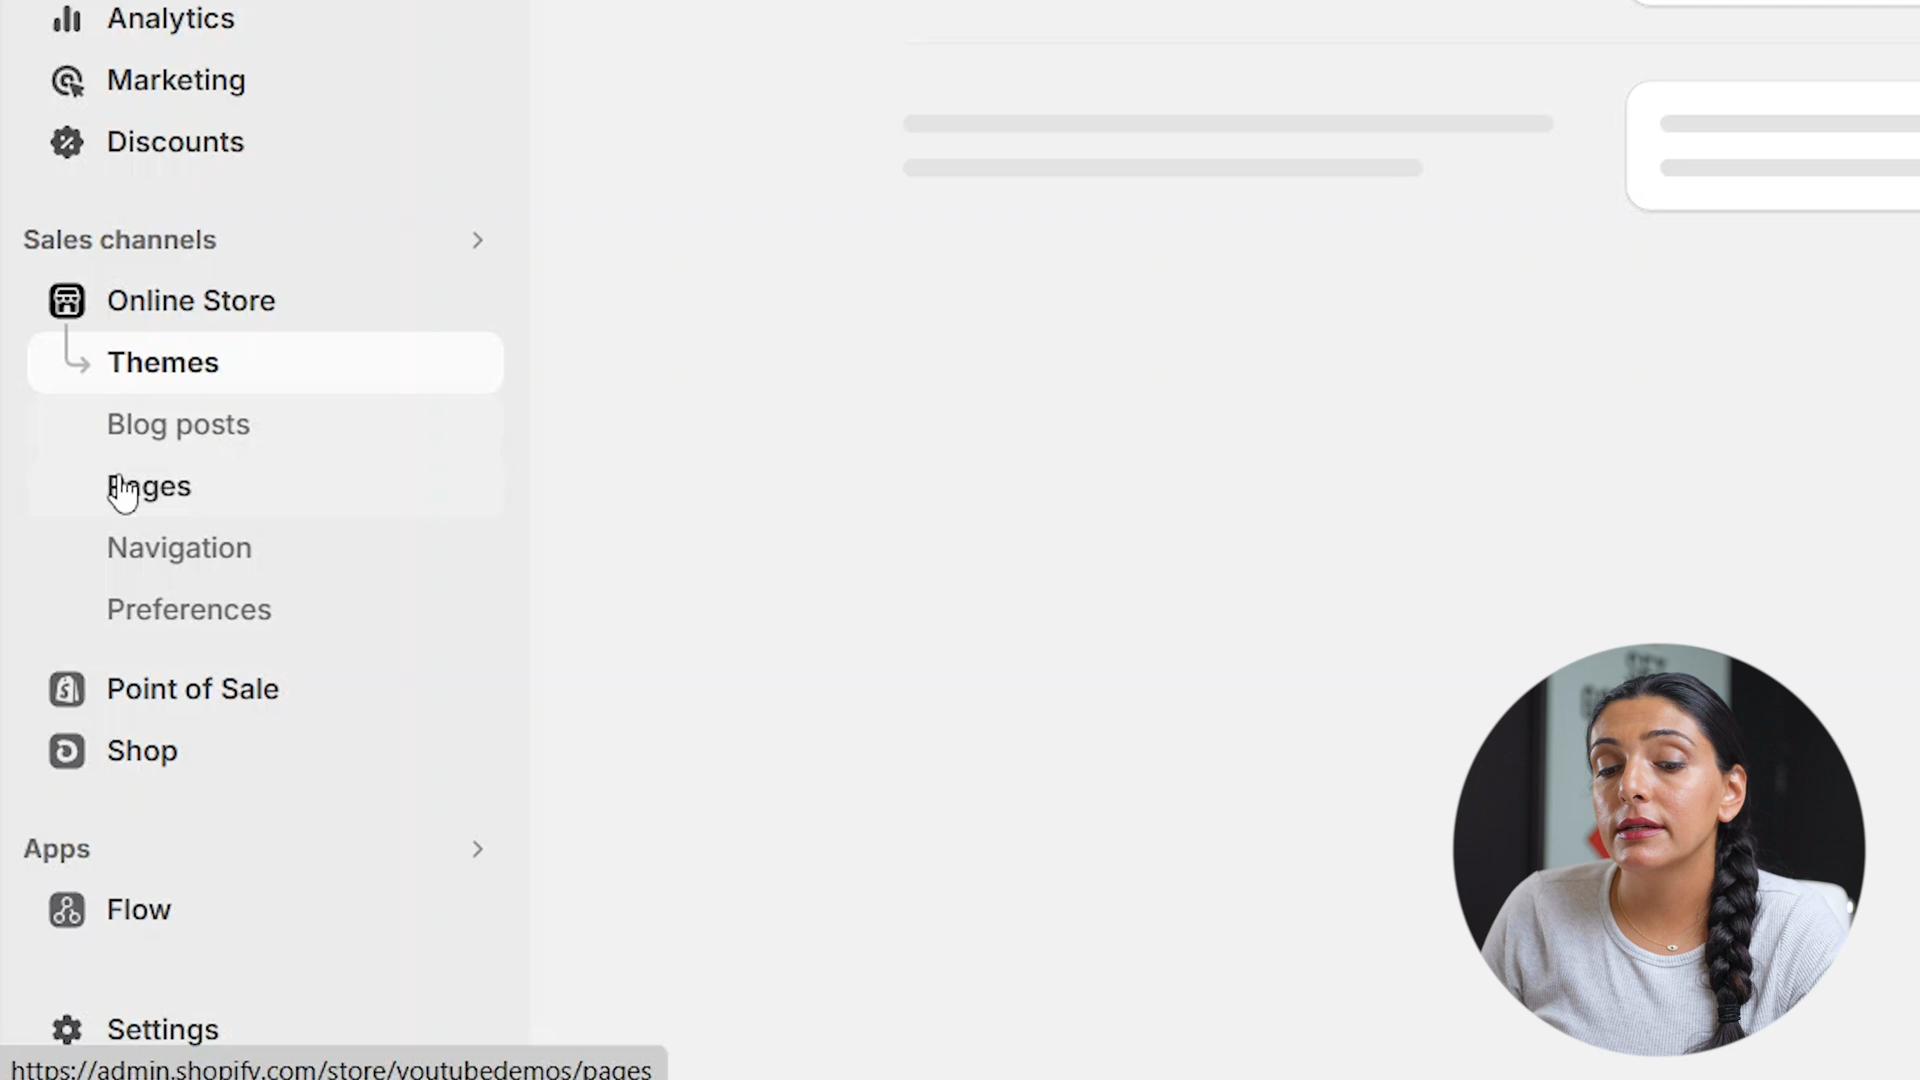 Analytics
Marketing
Discounts
Sales channels
Online Store
Themes
Blog posts
Pages
Navigation
Preferences
Point of Sale
Shop
Apps
Flow
Settings
https://admin.shopify.com/store/youtubedemos/pages